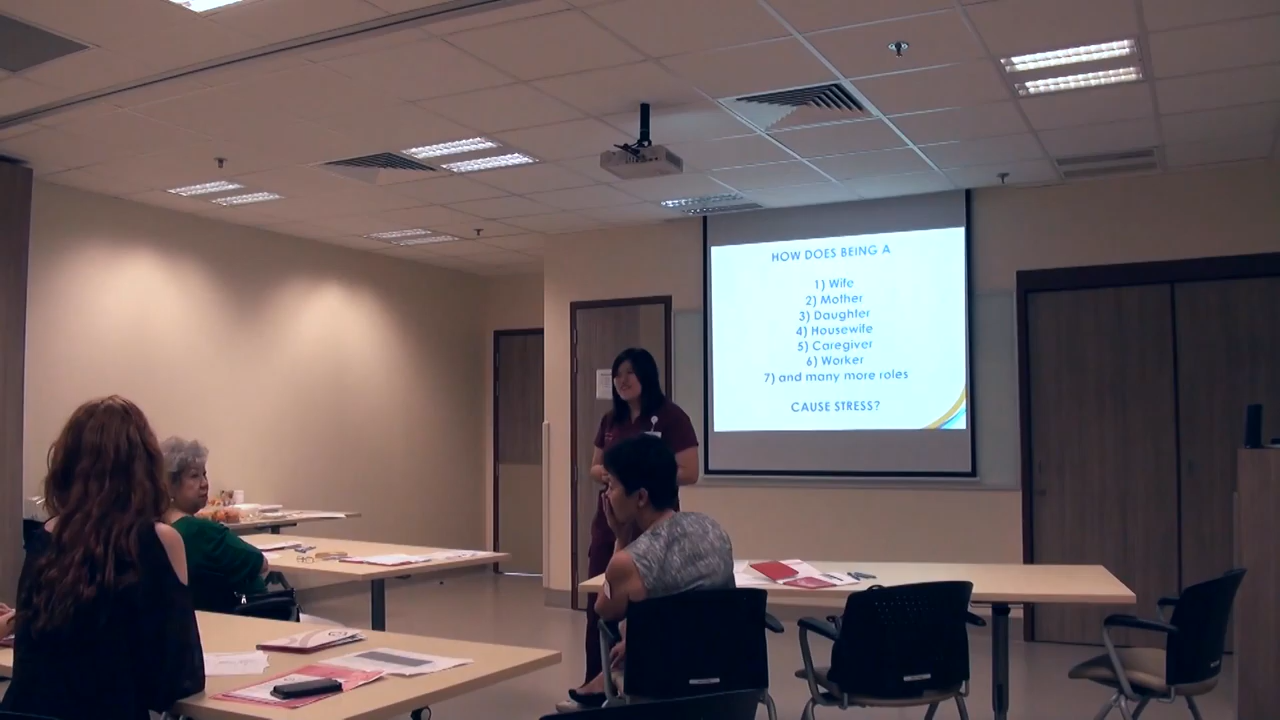 HOW DOES BEING A
1) Wife
2) Mother
3) Daughter
4) Housewife
5) Caregiver
6) Worker
7) and many more roles
CAUSE STRESS?